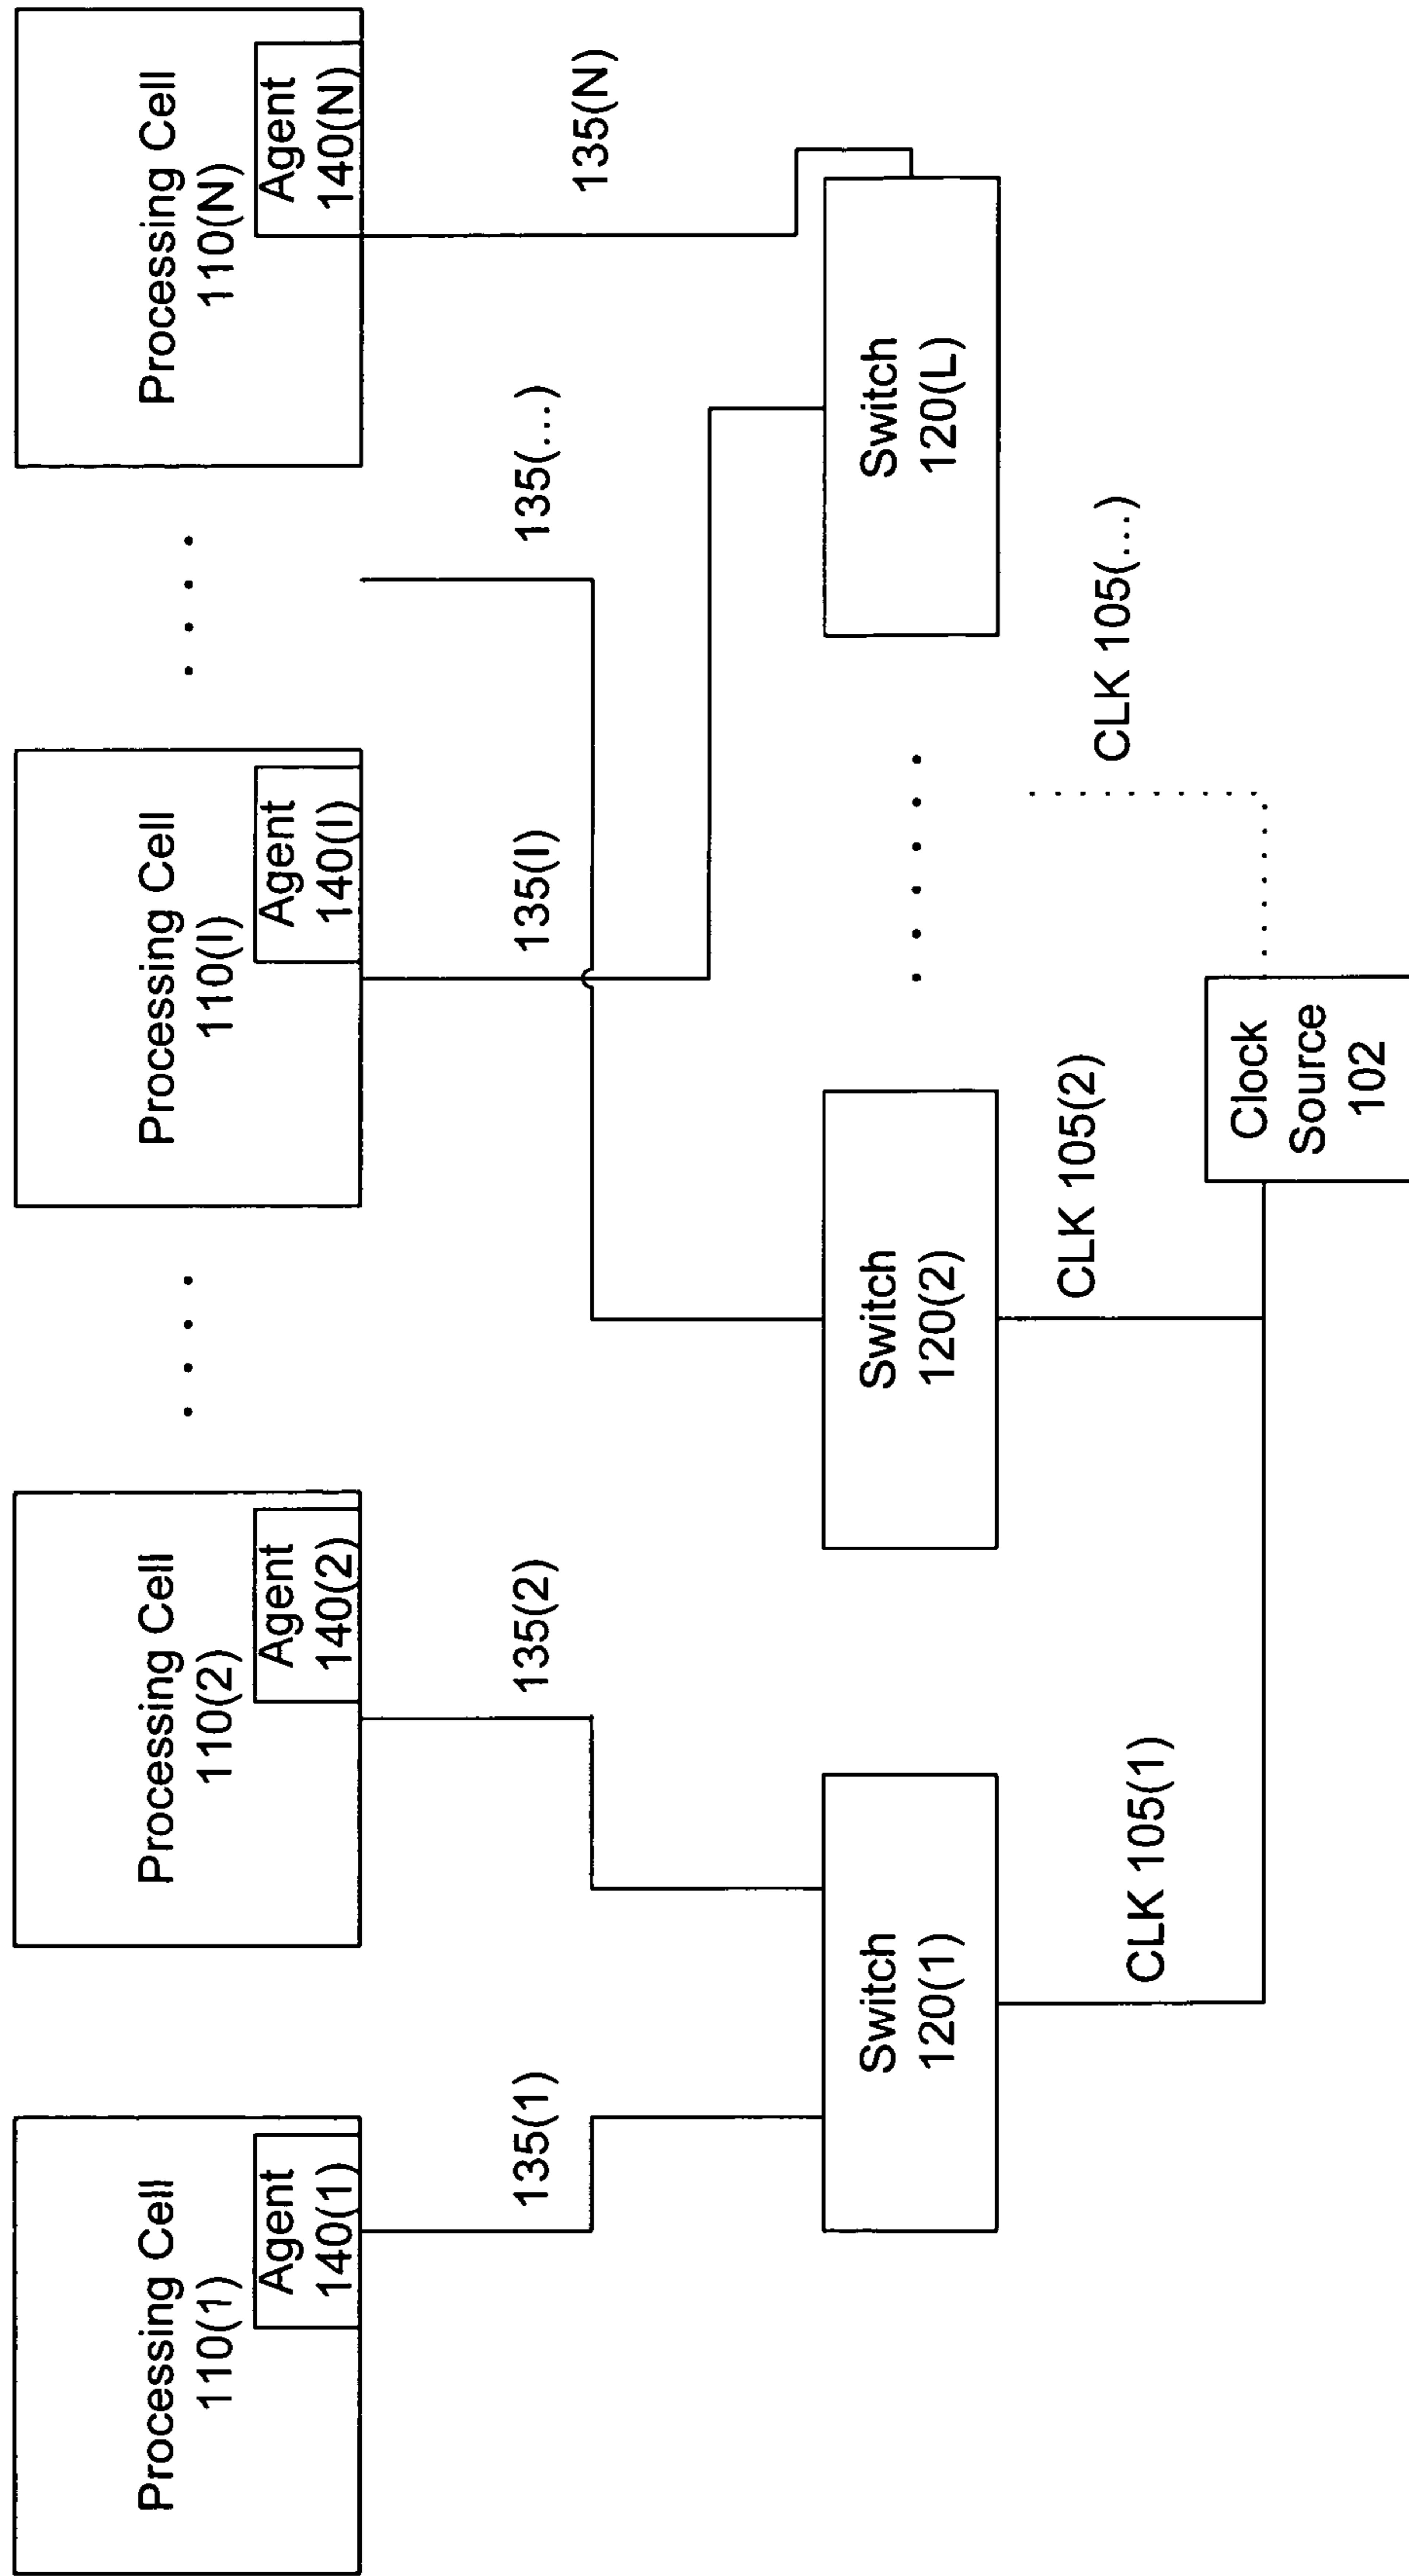 Processing Cell
110(1)
Agent
140(1)
Processing Cell
110(2)
Agent
140(2)
. . . .
Processing Cell
110(I)
Agent
140(I)
. . . .
Processing Cell
110(N)
Agent
140(N)
135(1)
135(2)
135(I)
135(...)
135(N)
Switch
120(1)
Switch
120(2)
. . . . . .
Switch
120(L)
CLK 105(1)
CLK 105(2)
CLK 105(...)
Clock
Source
102